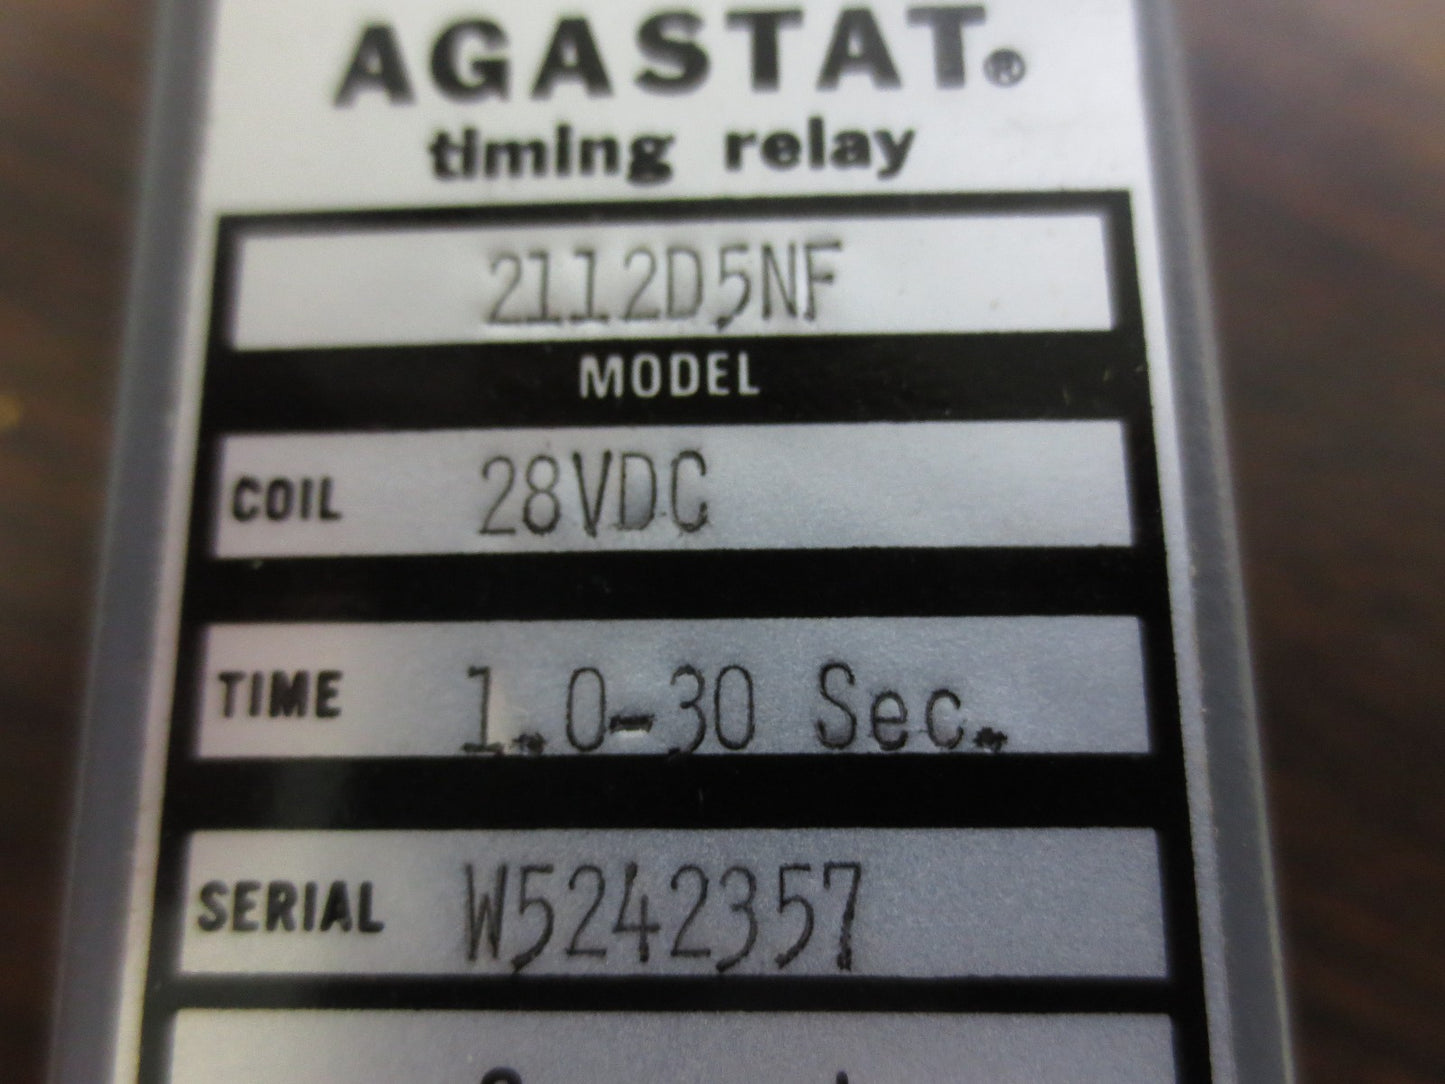 AGASTAT®
timing relay
2112D5NF
MODEL
COIL 28VDC
TIME 1.0-30 Sec.
SERIAL W5242357